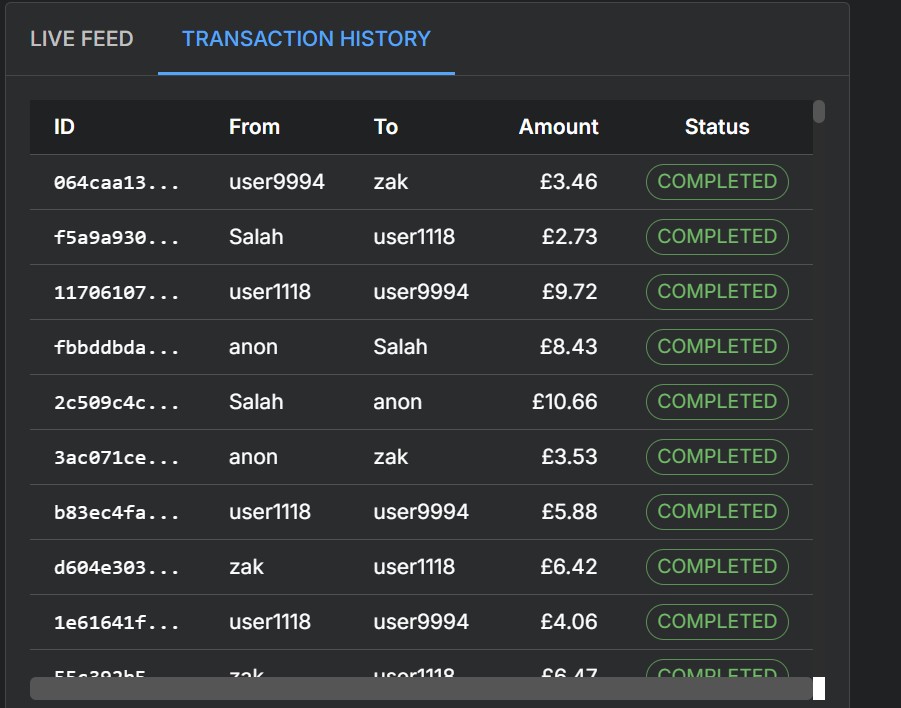 LIVE FEED TRANSACTION HISTORY
ID From To Amount Status
064caa13... user9994 zak £3.46 COMPLETED
f5a9a930... Salah user1118 £2.73 COMPLETED
11706107... user1118 user9994 £9.72 COMPLETED
fbbddbda... anon Salah £8.43 COMPLETED
2c509c4c... Salah anon £10.66 COMPLETED
3ac071ce... anon zak £3.53 COMPLETED
b83ec4fa... user1118 user9994 £5.88 COMPLETED
d604e303... zak user1118 £6.42 COMPLETED
1e61641f... user1118 user9994 £4.06 COMPLETED
zak user1118 £6.47 COMPLETED